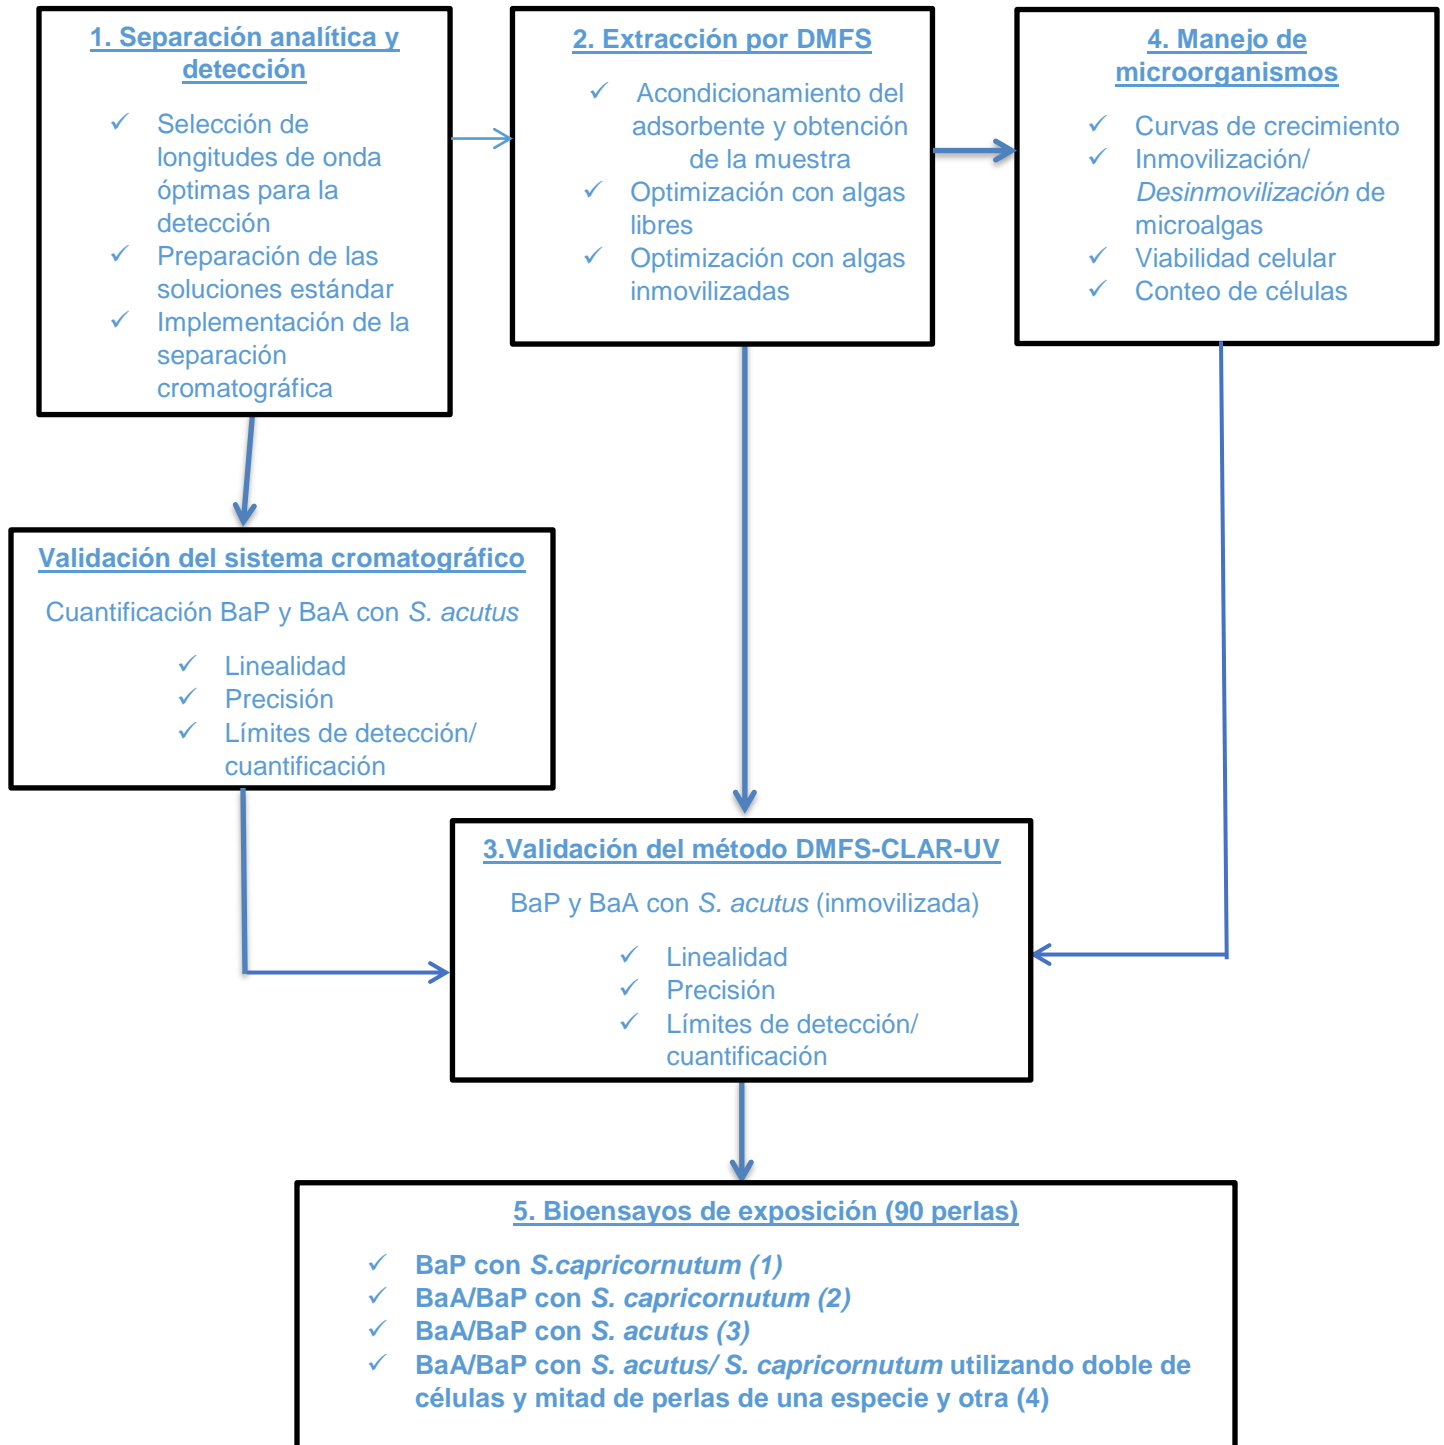 1. Separación analítica y
detección
✓ Selección de
longitudes de onda
óptimas para la
detección
✓ Preparación de las
soluciones estándar
✓ Implementación de la
separación
cromatográfica
2. Extracción por DMFS
✓ Acondicionamiento del
adsorbente y obtención
de la muestra
✓ Optimización con algas
libres
✓ Optimización con algas
inmovilizadas
4. Manejo de
microorganismos
✓ Curvas de crecimiento
✓ Inmovilización/
Desinmovilización de
microalgas
✓ Viabilidad celular
✓ Conteo de células
Validación del sistema cromatográfico
Cuantificación BaP y BaA con S. acutus
✓ Linealidad
✓ Precisión
✓ Límites de detección/
cuantificación
3.Validación del método DMFS-CLAR-UV
BaP y BaA con S. acutus (inmovilizada)
✓ Linealidad
✓ Precisión
✓ Límites de detección/
cuantificación
5. Bioensayos de exposición (90 perlas)
✓ BaP con S.capricornutum (1)
✓ BaA/BaP con S. capricornutum (2)
✓ BaA/BaP con S. acutus (3)
✓ BaA/BaP con S. acutus/ S. capricornutum utilizando doble de
células y mitad de perlas de una especie y otra (4)